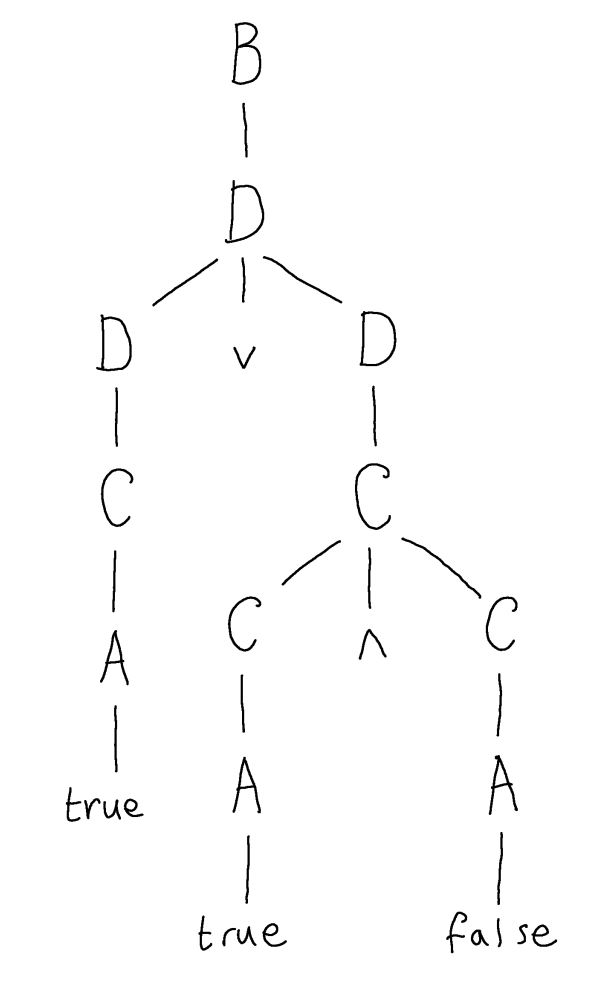 B
D
D ∨ D
C C
C ∧ C
A
A A
true
true false